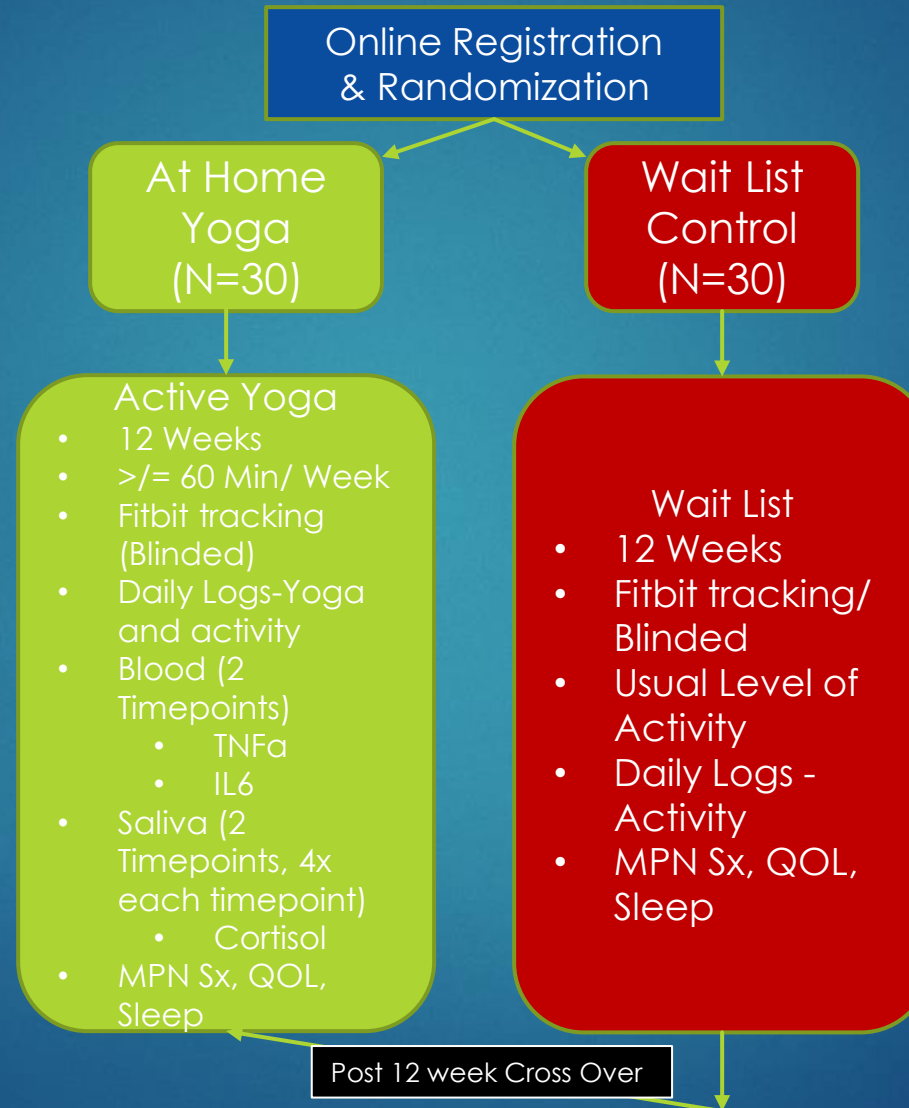 Online Registration
& Randomization
At Home
Yoga
(N=30)
Wait List
Control
(N=30)
Active Yoga
• 12 Weeks
• >/= 60 Min/ Week
• Fitbit tracking
(Blinded)
• Daily Logs-Yoga
and activity
• Blood (2
Timepoints)
• TNFa
• IL6
• Saliva (2
Timepoints, 4x
each timepoint)
• Cortisol
• MPN Sx, QOL,
Sleep
Wait List
• 12 Weeks
• Fitbit tracking/
Blinded
• Usual Level of
Activity
• Daily Logs -
Activity
• MPN Sx, QOL,
Sleep
Post 12 week Cross Over